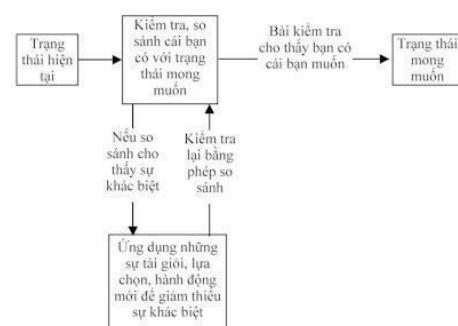 Trạng
thái hiện
tại
Kiểm tra, so
sánh cái bạn
có với trạng
thái mong
muốn
Bài kiểm tra
cho thấy bạn có
cái bạn muốn
Trạng thái
mong
muốn
Nếu so
sánh cho
thấy sự
khác biệt
Kiểm tra
lại bằng
phép so
sánh
Ứng dụng những
sự tài giỏi, lựa
chọn, hành động
mới để giảm thiểu
sự khác biệt